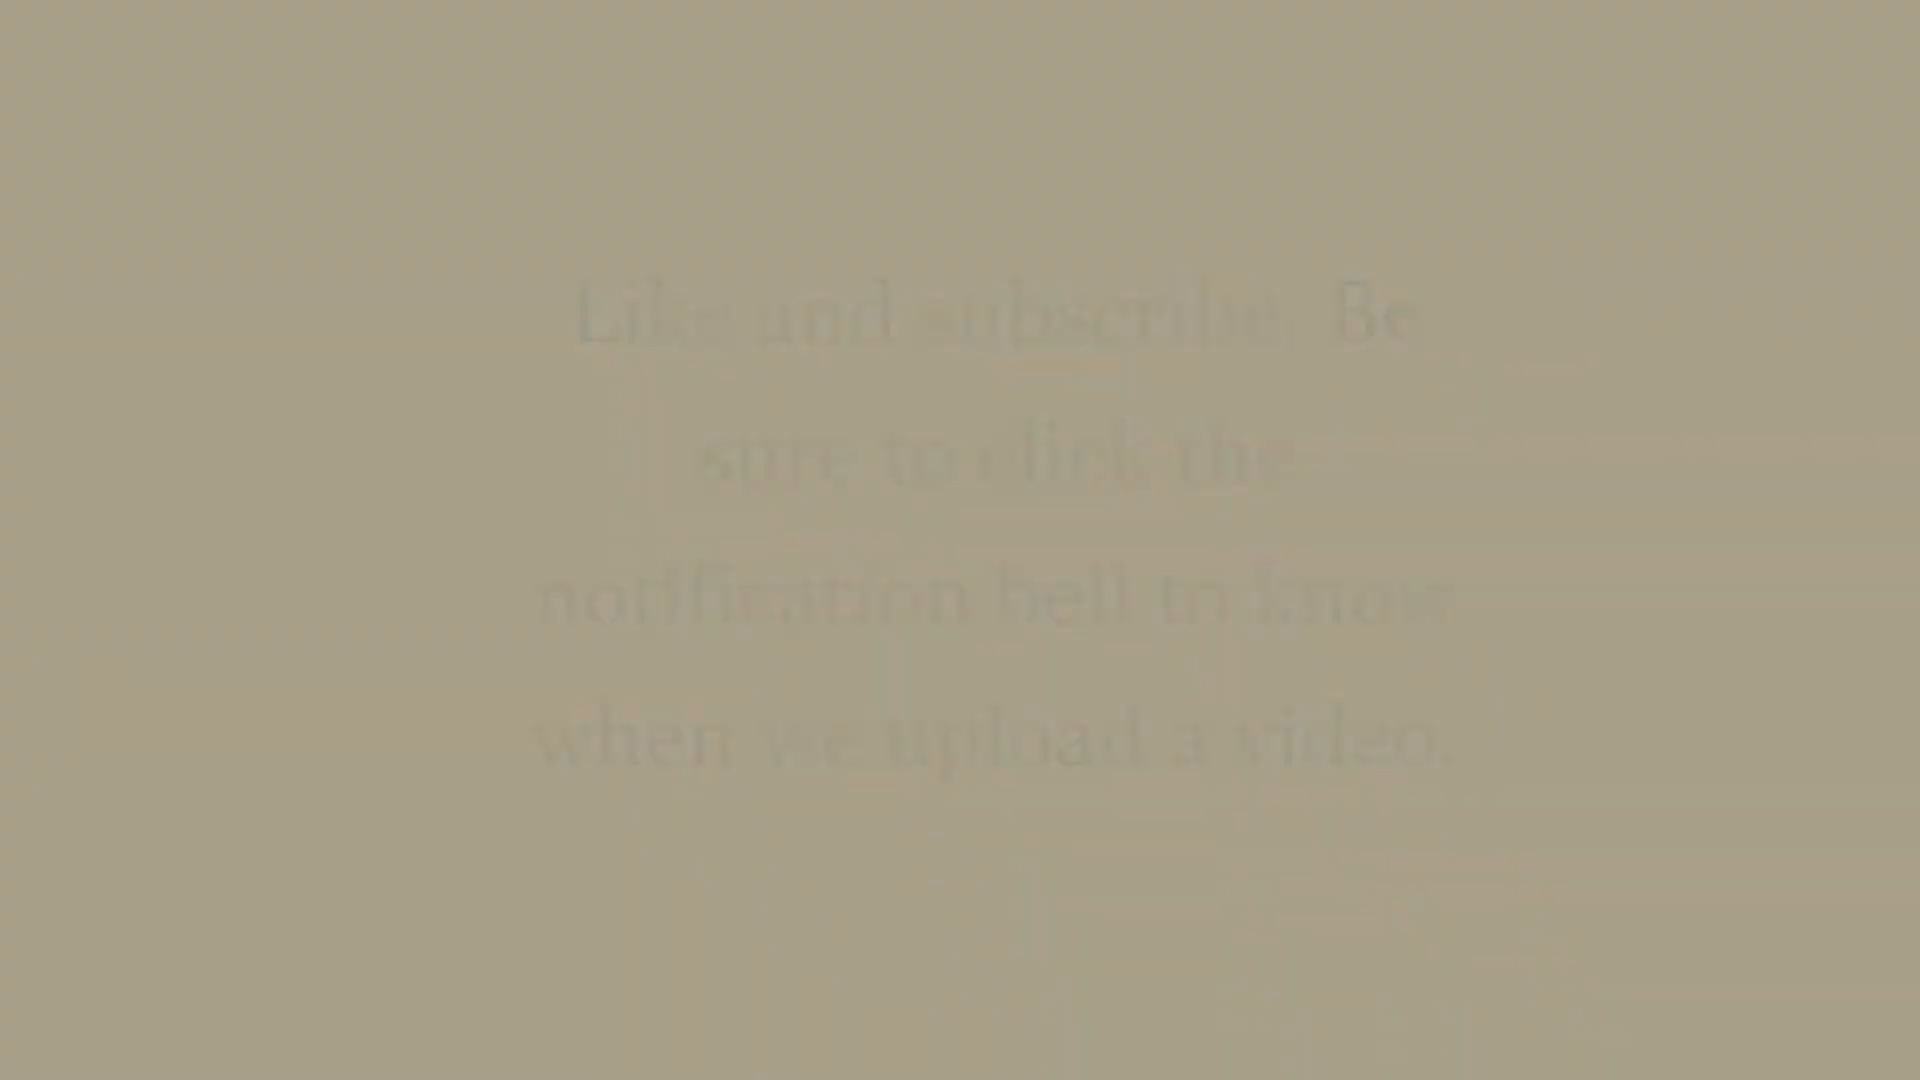 Like and subscribe. Be
sure to click the
notification bell to know
when we upload a video.